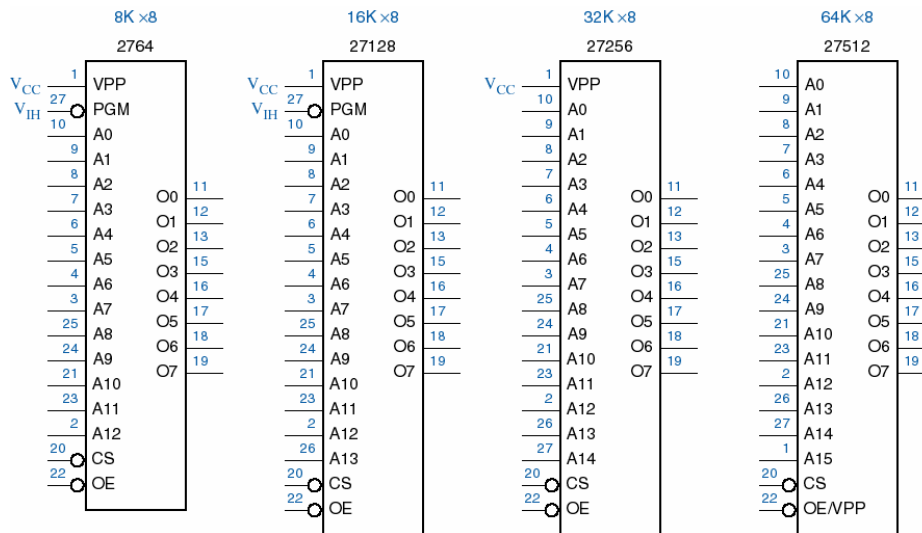 8K ×8
2764
VCC 1 VPP
VIH 27 PGM
10 A0
9 A1
8 A2
7 A3
6 A4
5 A5
4 A6
3 A7
25 A8
24 A9
21 A10
23 A11
2 A12
20 CS
22 OE
O0 11
O1 12
O2 13
O3 15
O4 16
O5 17
O6 18
O7 19
16K ×8
27128
VCC 1 VPP
VIH 27 PGM
10 A0
9 A1
8 A2
7 A3
6 A4
5 A5
4 A6
3 A7
25 A8
24 A9
21 A10
23 A11
2 A12
26 A13
20 CS
22 OE
O0 11
O1 12
O2 13
O3 15
O4 16
O5 17
O6 18
O7 19
32K ×8
27256
VCC 1 VPP
10 A0
9 A1
8 A2
7 A3
6 A4
5 A5
4 A6
3 A7
25 A8
24 A9
21 A10
23 A11
2 A12
26 A13
27 A14
20 CS
22 OE
O0 11
O1 12
O2 13
O3 15
O4 16
O5 17
O6 18
O7 19
64K ×8
27512
10 A0
9 A1
8 A2
7 A3
6 A4
5 A5
4 A6
3 A7
25 A8
24 A9
21 A10
23 A11
2 A12
26 A13
27 A14
1 A15
20 CS
22 OE/VPP
O0 11
O1 12
O2 13
O3 15
O4 16
O5 17
O6 18
O7 19